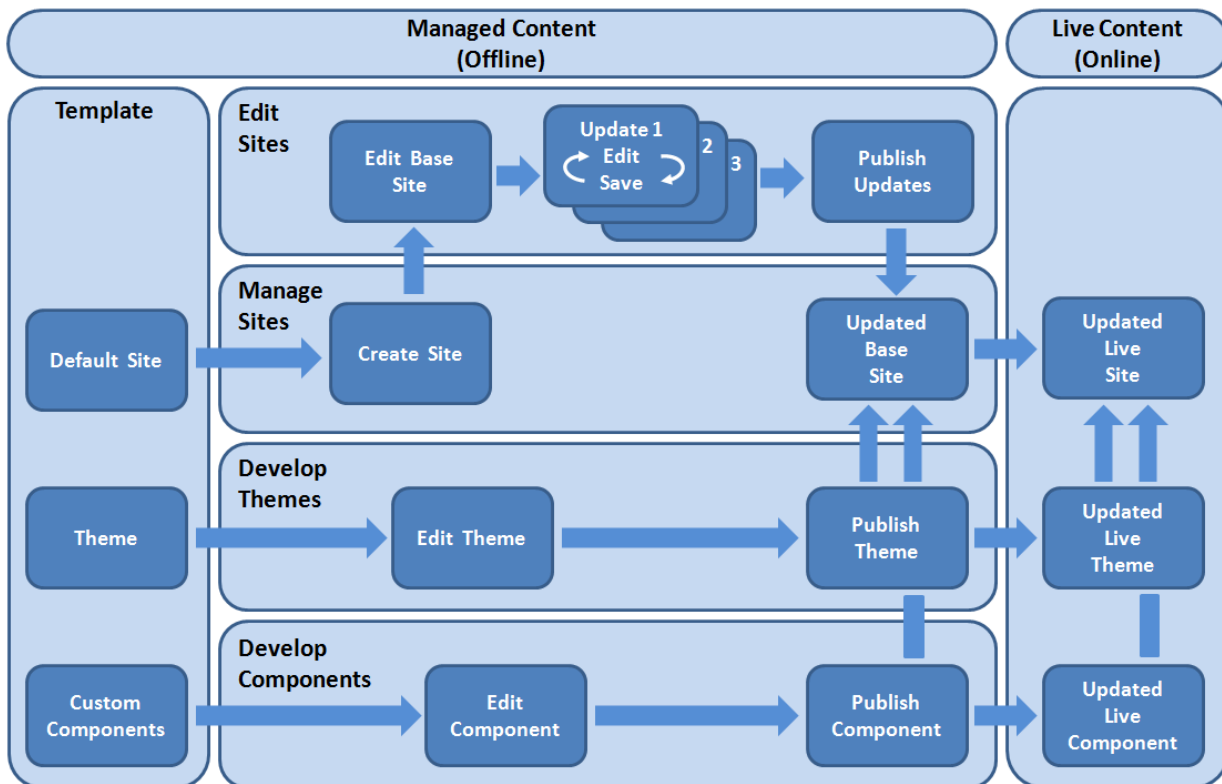 Managed Content
(Offline)
Live Content
(Online)
Template
Edit
Sites
Edit Base
Site
Update 1
Edit
Save
2
3
Publish
Updates
Manage
Sites
Default Site
Create Site
Updated
Base
Site
Updated
Live
Site
Develop
Themes
Theme
Edit Theme
Publish
Theme
Updated
Live
Theme
Develop
Components
Custom
Components
Edit
Component
Publish
Component
Updated
Live
Component